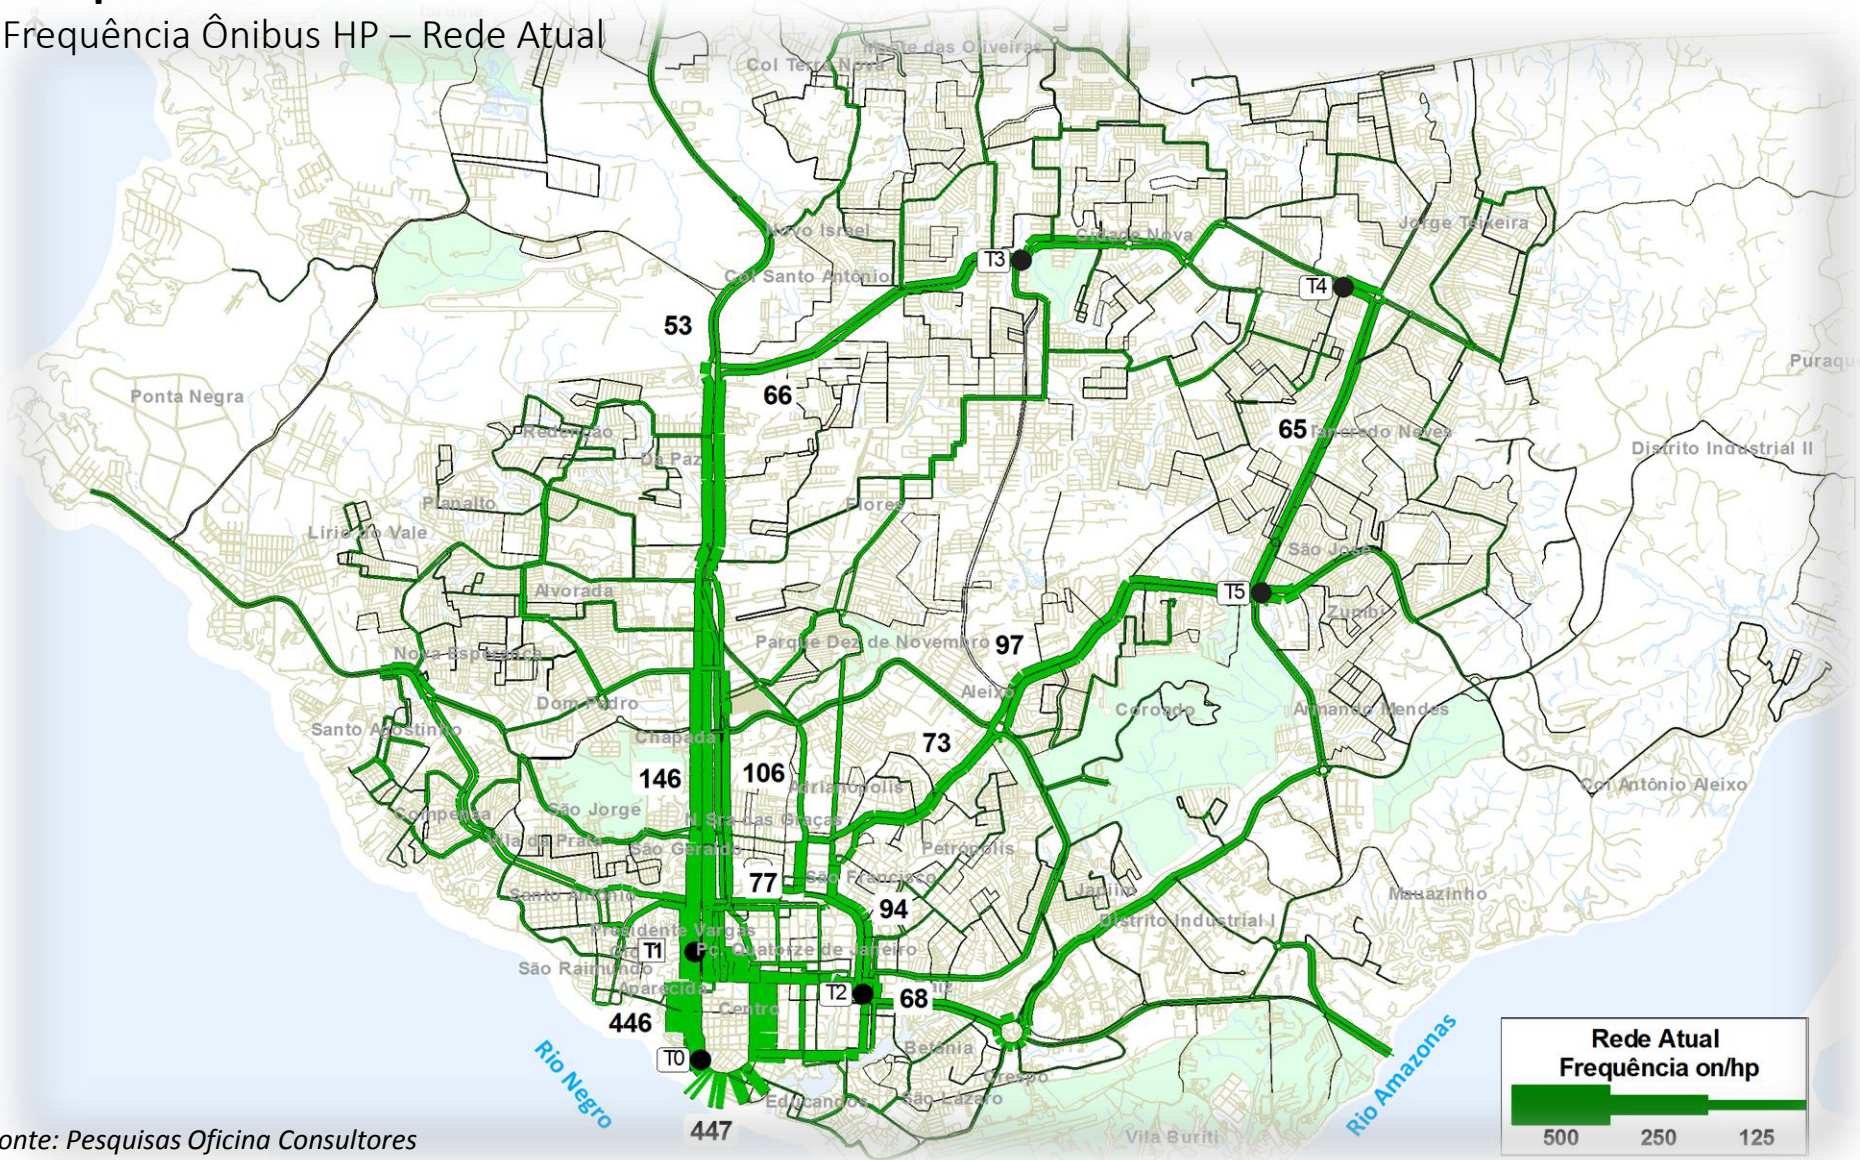 Frequência Ônibus HP – Rede Atual
Monte das Oliveiras
Col Terra Nova
Novo Israel
Jorge Teixeira
Cidade Nova
T3
Col Santo Antônio
T4
53
Puraqu
66
Ponta Negra
65
Tancredo Neves
Redenção
Distrito Industrial II
Da Paz
Planalto
Flores
Lírio do Vale
São José
Alvorada
T5
Zumbi
Parque Dez de Novembro
97
Nova Esperança
Aleixo
Dom Pedro
Coroado
Armando Mendes
Santo Agostinho
Chapada
73
146
106
Adrianópolis
Col Antônio Aleixo
Compensa
São Jorge
N Sra das Graças
Vila da Prata
São Geraldo
Petrópolis
77
São Francisco
Santo Antônio
Japiim
Mauazinho
94
Distrito Industrial I
Presidente Vargas
T1
Pc. Quatorze de Janeiro
São Raimundo
Aparecida
T2
68
Centro
446
Rede Atual
Frequência on/hp
T0
Betânia
Rio Negro
Rio Amazonas
Crespo
Educandos
São Lázaro
447
Vila Buriti
500 250 125
onte: Pesquisas Oficina Consultores